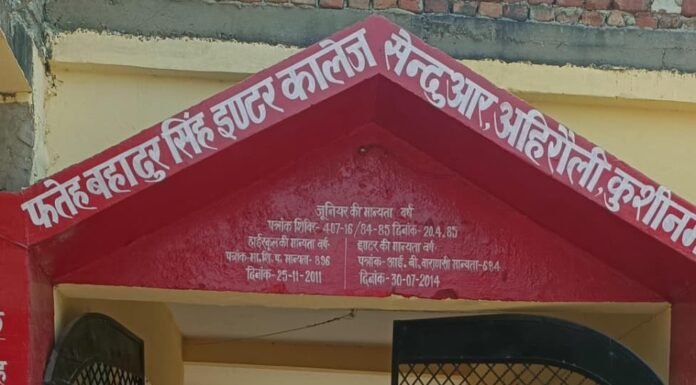 फतेह बहादुर सिंह इण्टर कालेज सेन्दुआर, अहिरौली, कुशीनग
जूनियर की मान्यता वर्ष
पत्रांक शिविर- 407-16/84-85 दिनांक- 20.4.85
हाईस्कूल की मान्यता वर्ष
पत्रांक- मा.शि.प. मान्यता- 896
दिनांक- 25-11-2011
इण्टर की मान्यता वर्ष
पत्रांक- आई. बी. वाराणसी मान्यता- 684
दिनांक- 30-07-2014